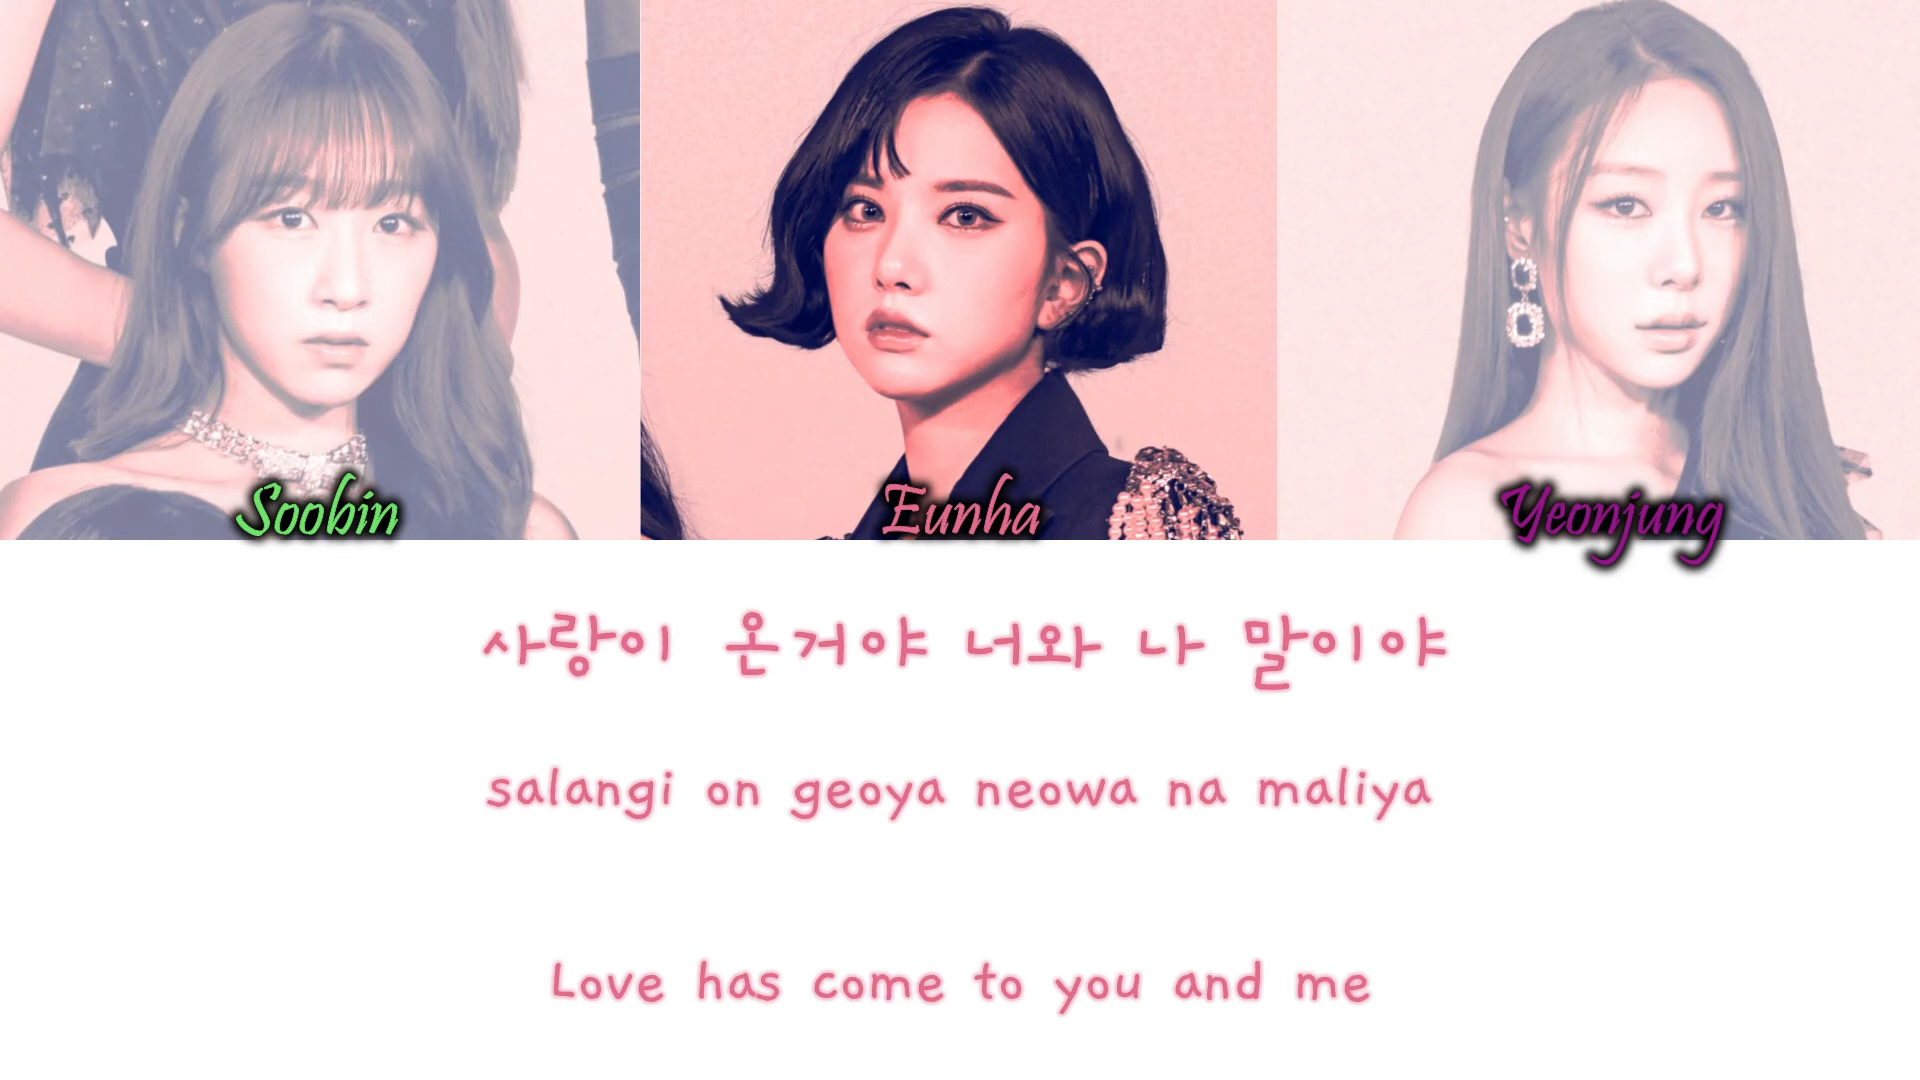 Soobin
Eunha
Yeonjung
사랑이 온거야 너와 나 말이야
salangi on geoya neowa na maliya
Love has come to you and me